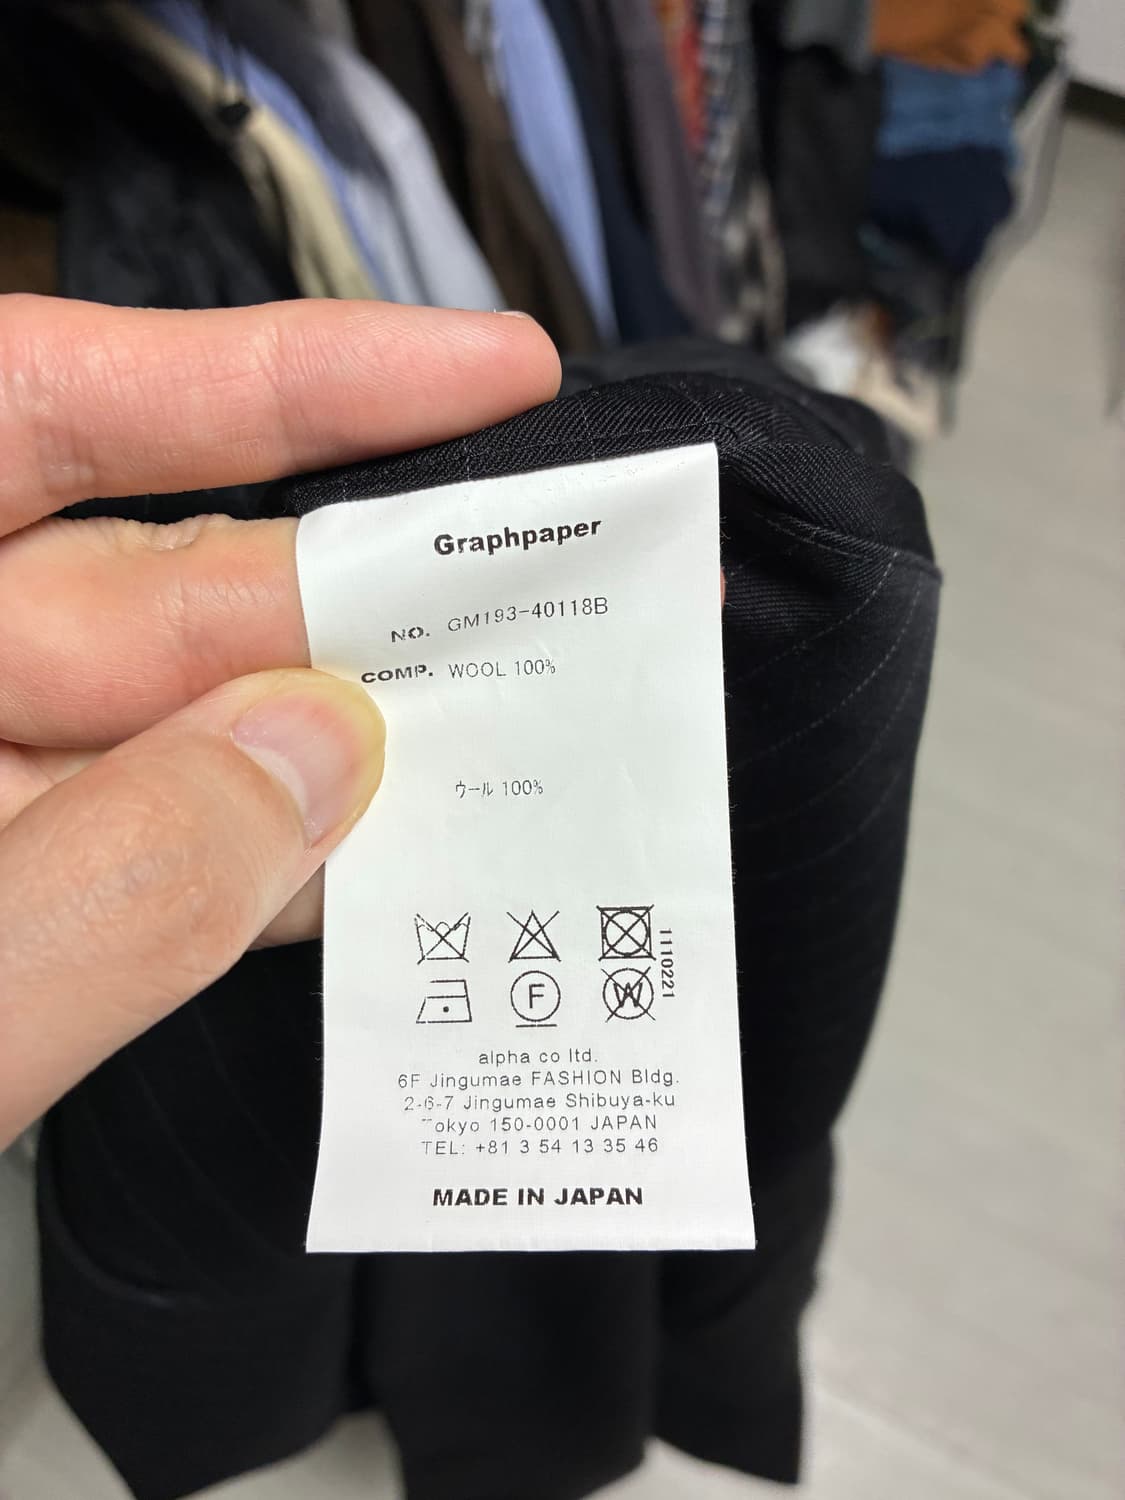 Graphpaper
NO. GM193-40118B
COMP. WOOL 100%
ウール 100%
1110221
F
W
alpha co ltd.
6F Jingumae FASHION Bldg.
2-6-7 Jingumae Shibuya-ku
Tokyo 150-0001 JAPAN
TEL: +81 3 54 13 35 46
MADE IN JAPAN